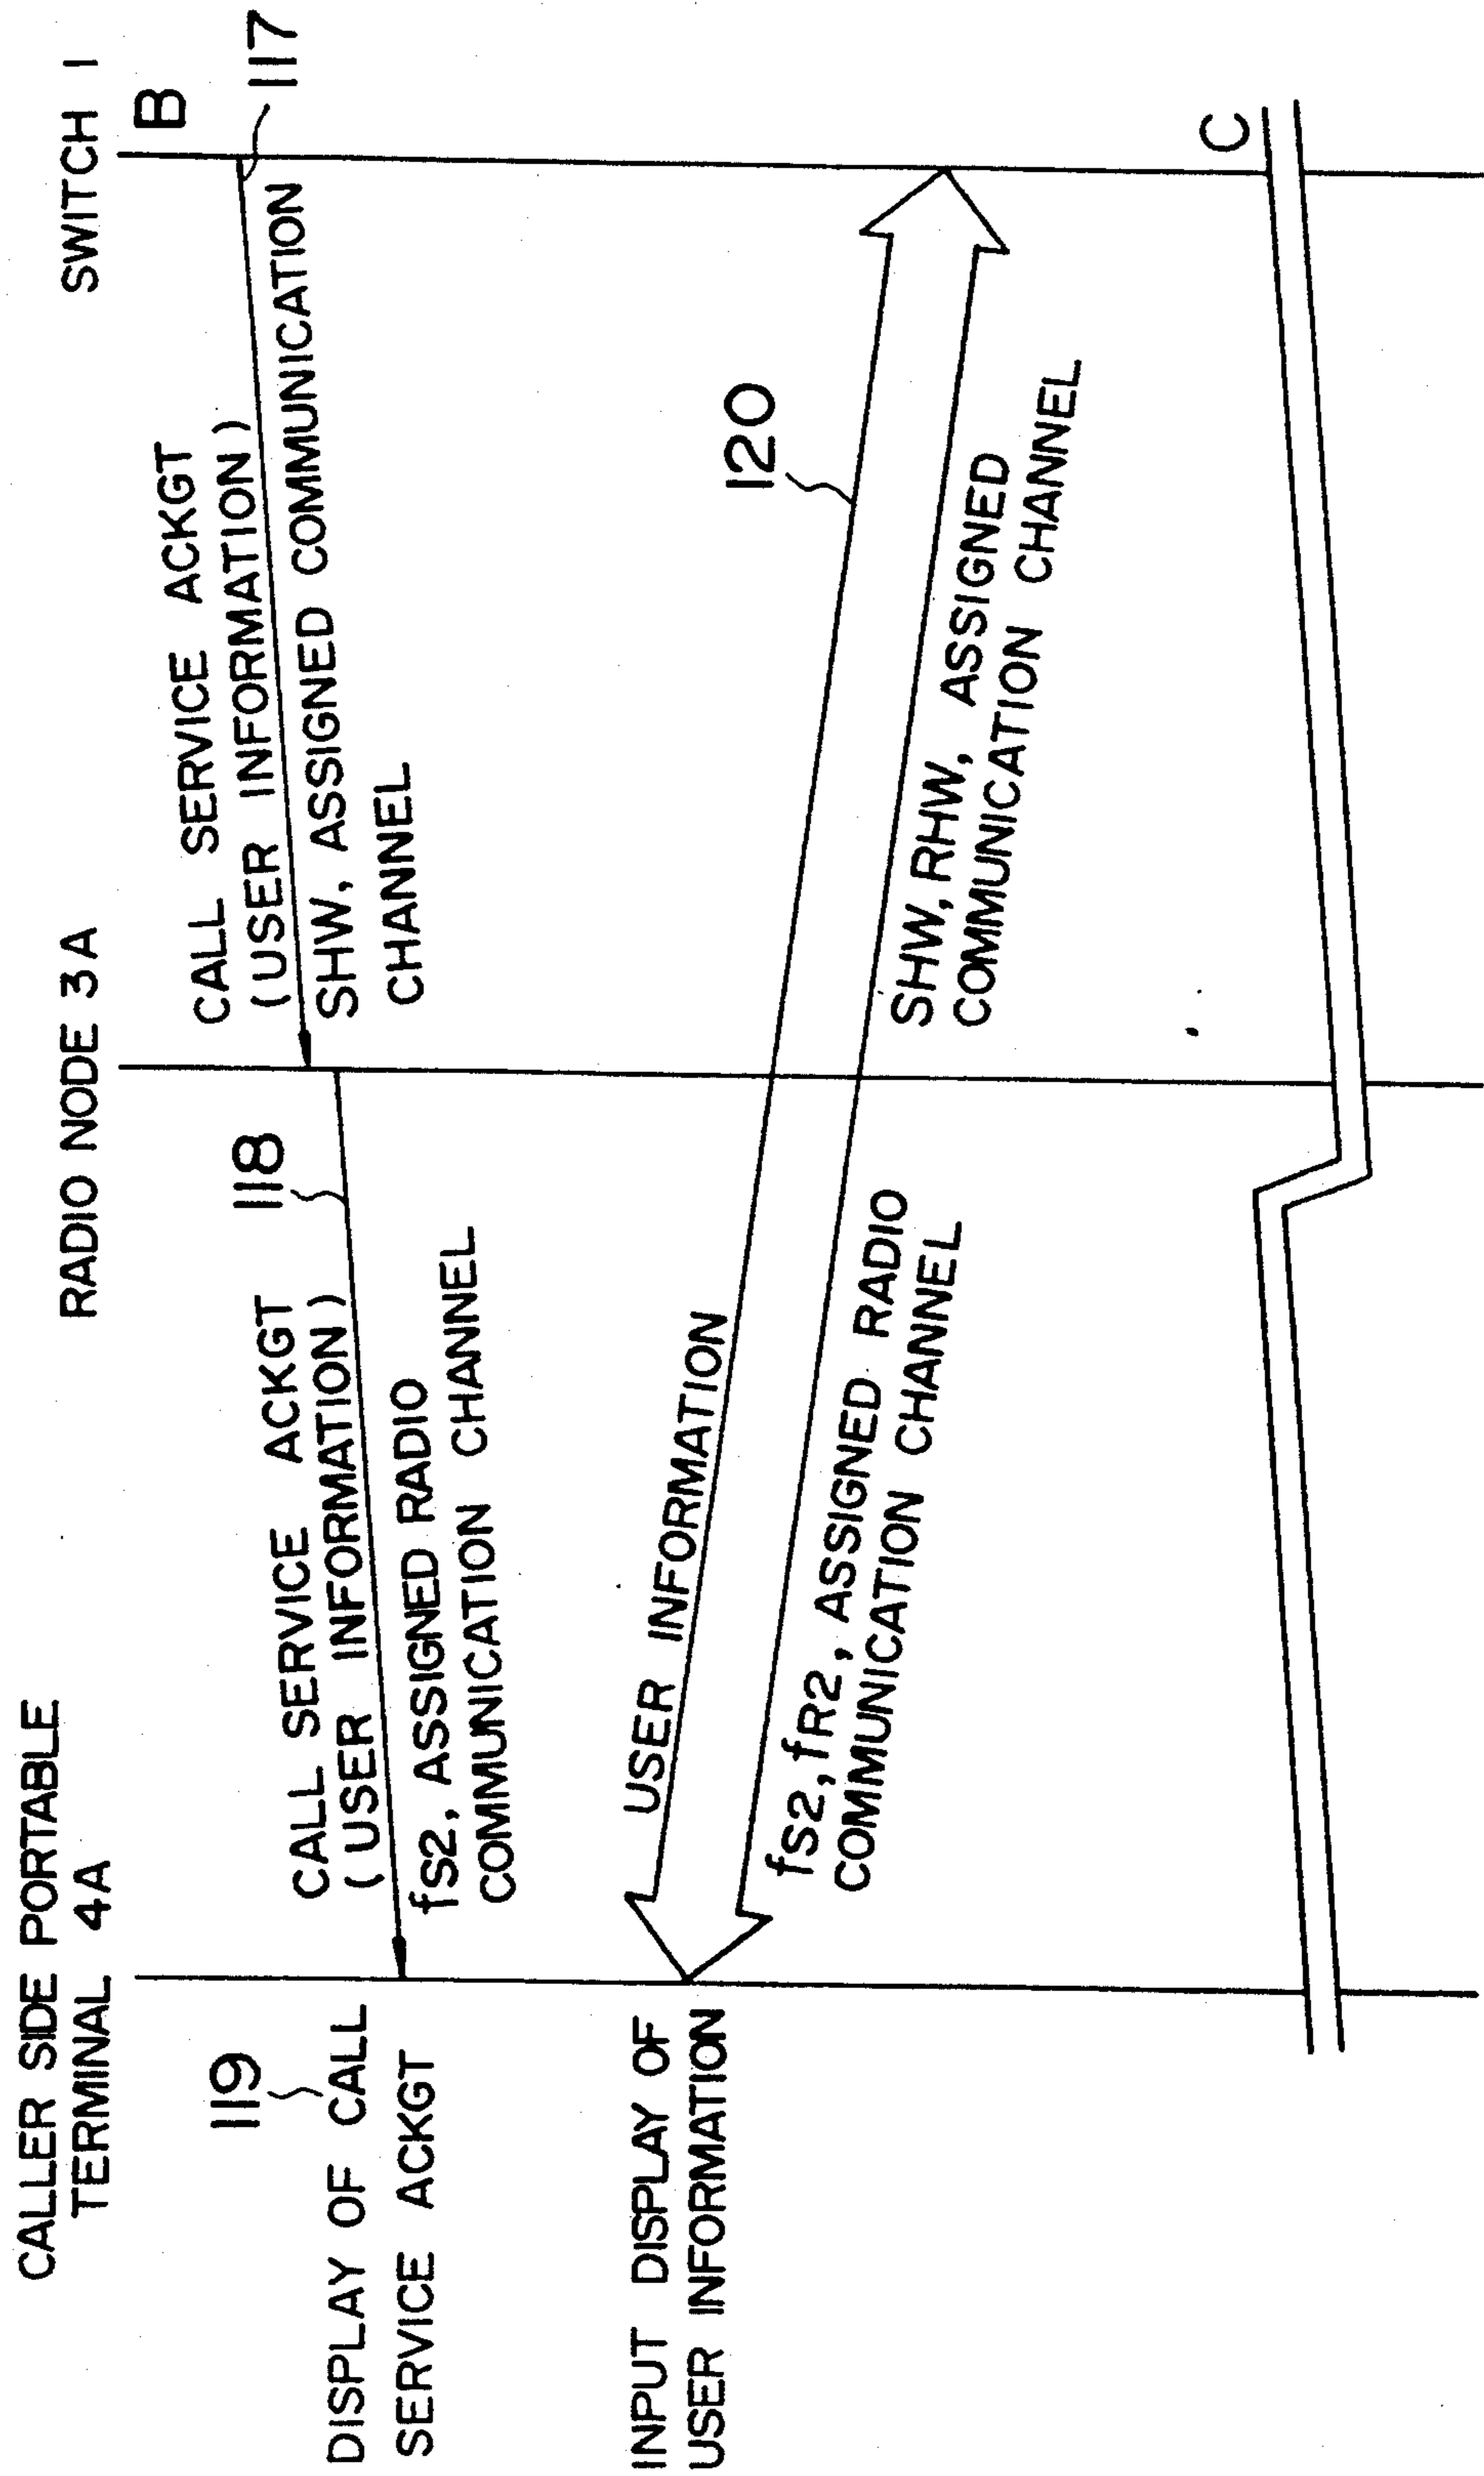 CALLER SIDE PORTABLE
TERMINAL 4A
RADIO NODE 3A
SWITCH 1
B
117
CALL SERVICE ACKGT
(USER INFORMATION)
SHW, ASSIGNED COMMUNICATION
CHANNEL
118
CALL SERVICE ACKGT
(USER INFORMATION)
fS2, ASSIGNED RADIO
COMMUNICATION CHANNEL
119
DISPLAY OF CALL
SERVICE ACKGT
INPUT DISPLAY OF
USER INFORMATION
USER INFORMATION
120
fS2, fR2, ASSIGNED RADIO
COMMUNICATION CHANNEL
SHW, RHW, ASSIGNED
COMMUNICATION CHANNEL
C